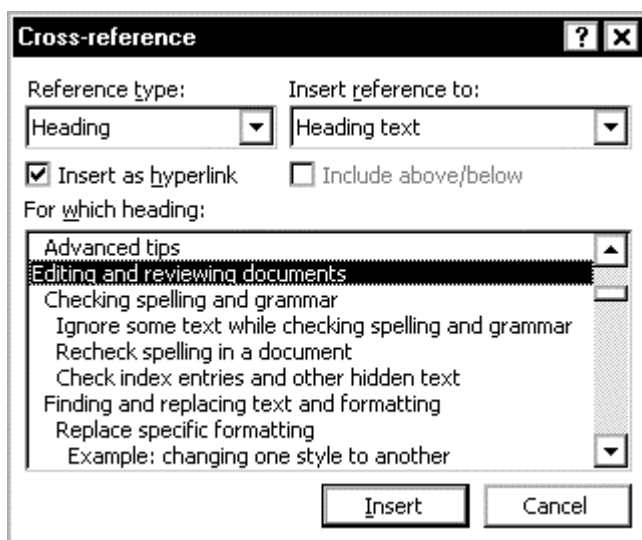 Cross-reference
Reference type: Insert reference to:
Heading Heading text
Insert as hyperlink Include above/below
For which heading:
Advanced tips
Editing and reviewing documents
Checking spelling and grammar
Ignore some text while checking spelling and grammar
Recheck spelling in a document
Check index entries and other hidden text
Finding and replacing text and formatting
Replace specific formatting
Example: changing one style to another
Insert Cancel